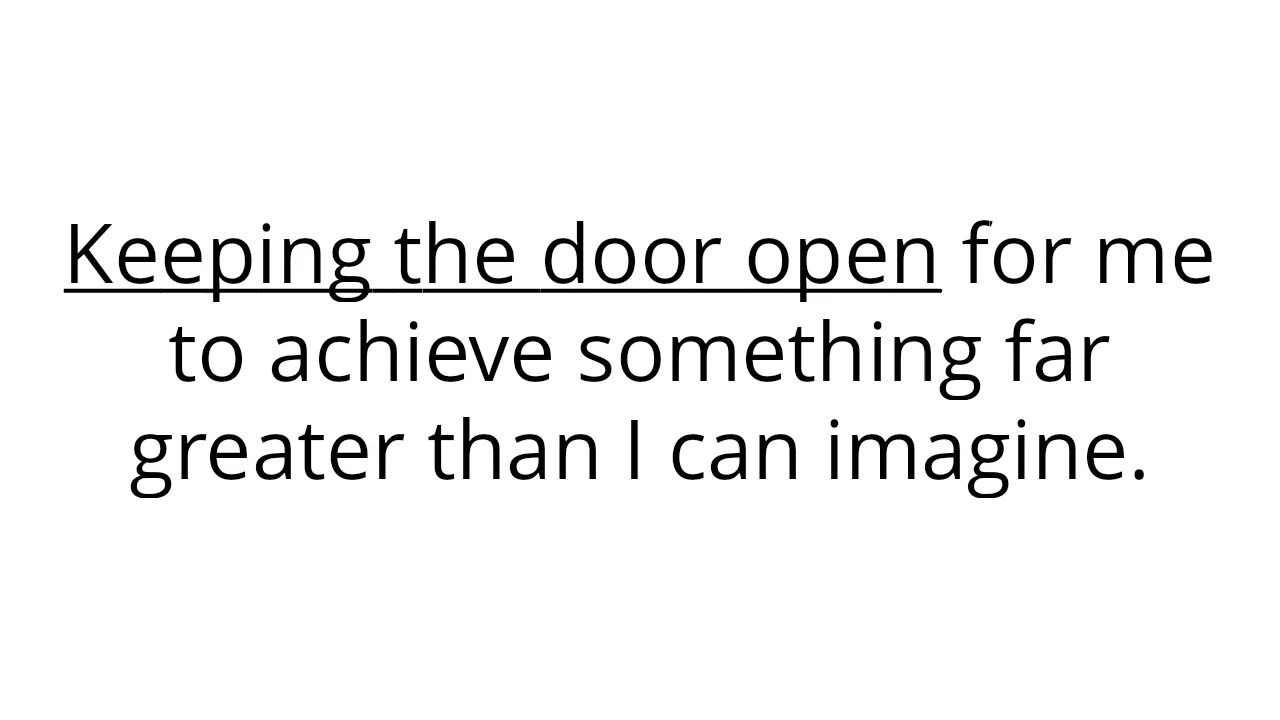 Keeping the door open for me
to achieve something far
greater than I can imagine.